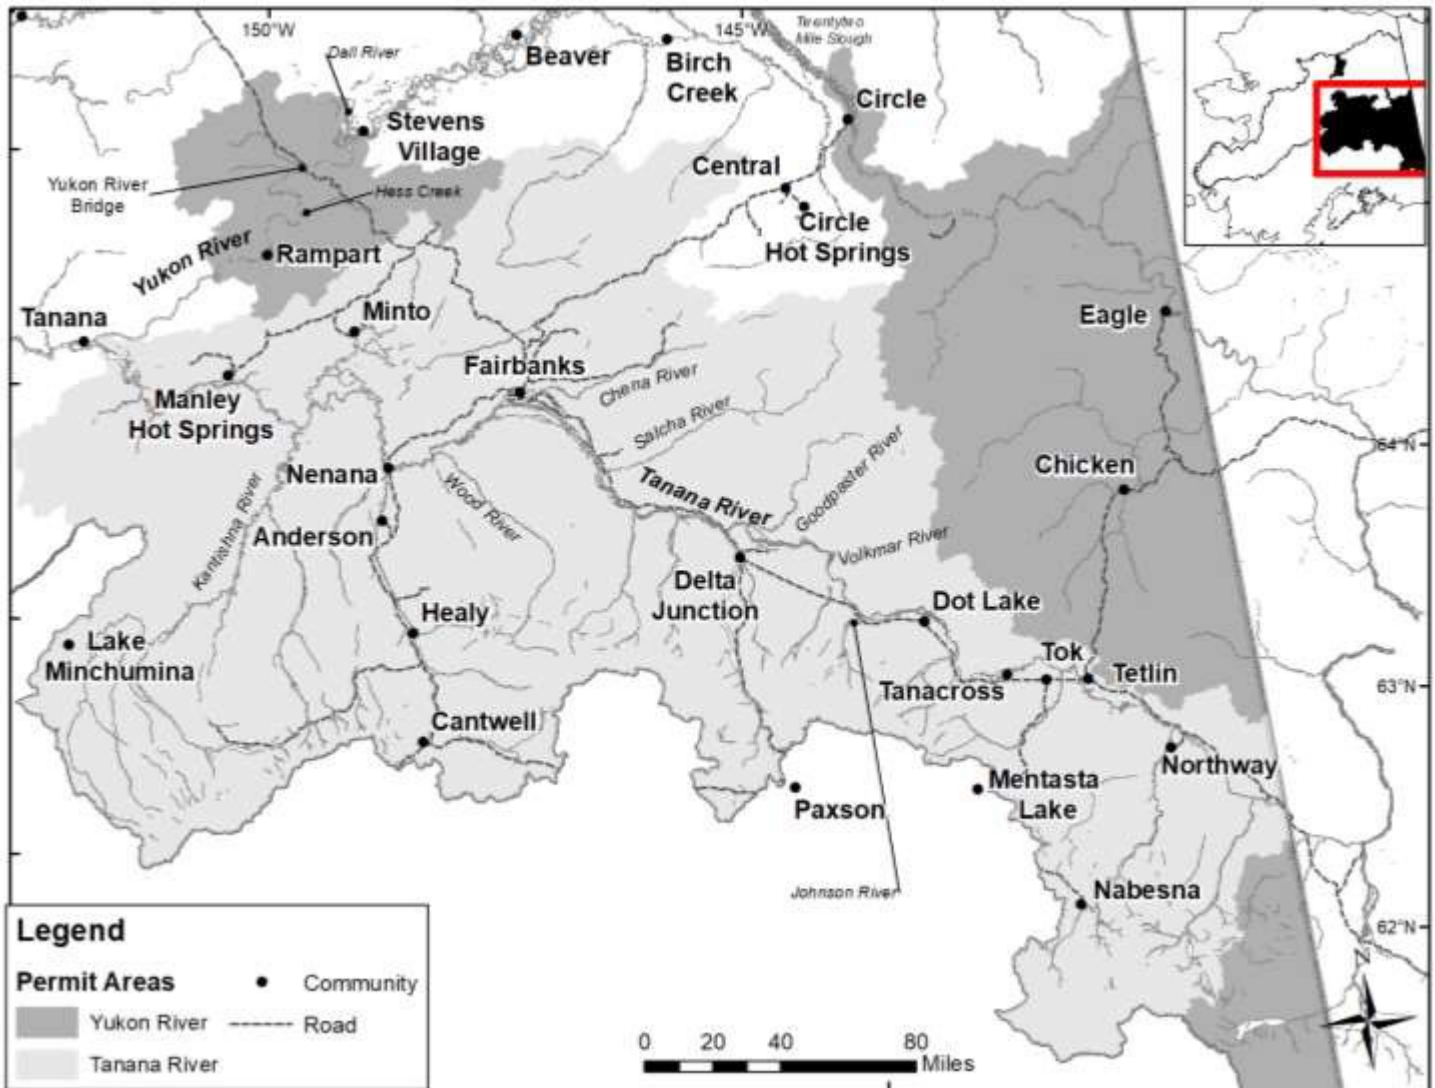 150°W
145°W
Twentytwo
Mile Slough
Dall River
Beaver
Birch
Creek
Circle
Stevens
Village
Central
Yukon River
Bridge
Hess Creek
Circle
Hot Springs
Yukon River
Rampart
Tanana
Minto
Eagle
Fairbanks
Chena River
Manley
Hot Springs
Salcha River
64°N
Goodpaster River
Chicken
Nenana
Wood River
Tanana River
Kantishna River
Anderson
Volkmar River
Delta
Junction
Dot Lake
Healy
Lake
Minchumina
Tok
Tetlin
63°N
Tanacross
Cantwell
Northway
Mentasta
Lake
Paxson
Johnson River
Nabesna
62°N
N
Legend
Permit Areas
Community
Yukon River
Road
Tanana River
0 20 40 80
Miles